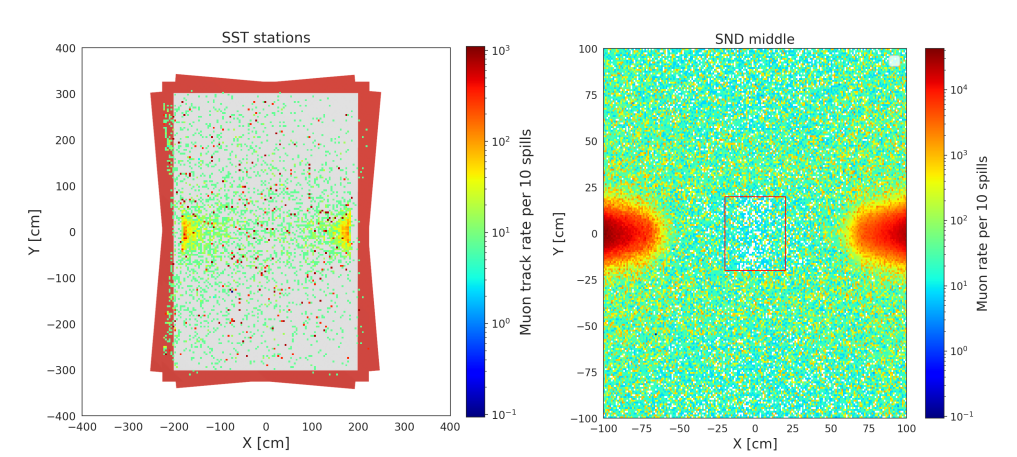 SST stations
400
300
200
100
0
−100
−200
−300
−400
Y [cm]
−400 −300 −200 −100 0 100 200 300 400
X [cm]
10³
10²
10¹
10⁰
10⁻¹
Muon track rate per 10 spills
SND middle
100
75
50
25
0
−25
−50
−75
−100
Y [cm]
−100 −75 −50 −25 0 25 50 75 100
X [cm]
10⁴
10³
10²
10¹
10⁰
10⁻¹
Muon rate per 10 spills